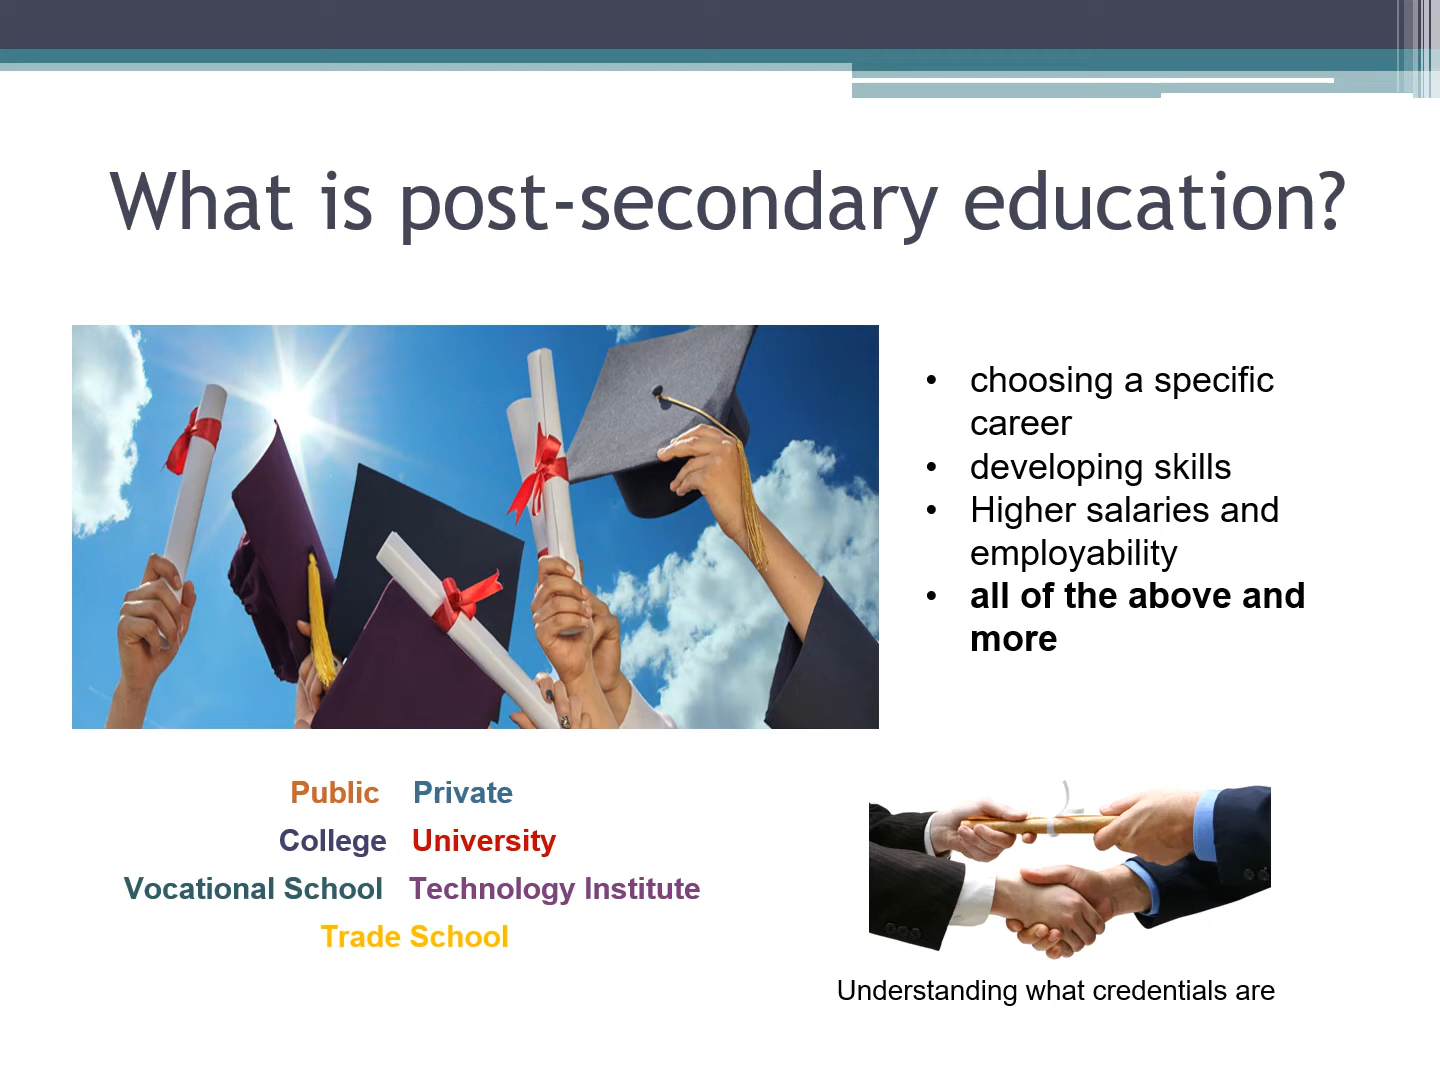 What is post-secondary education?
• choosing a specific
career
• developing skills
• Higher salaries and
employability
• all of the above and
more
Public Private
College University
Vocational School Technology Institute
Trade School
Understanding what credentials are